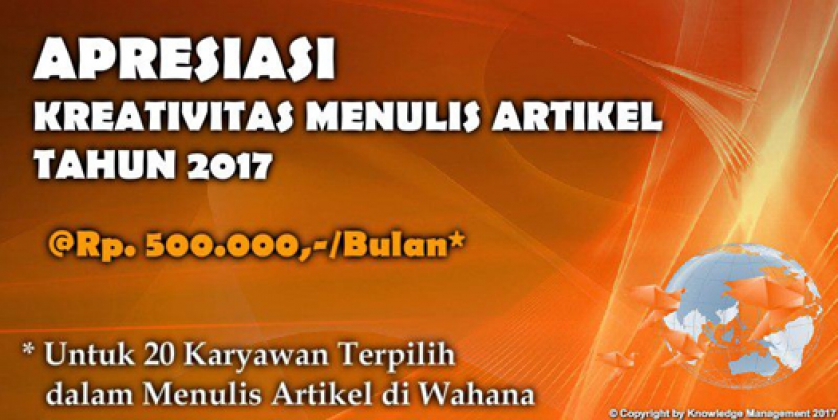 APRESIASI
KREATIVITAS MENULIS ARTIKEL
TAHUN 2017
@Rp. 500.000,-/Bulan*
* Untuk 20 Karyawan Terpilih
dalam Menulis Artikel di Wahana
© Copyright by Knowledge Management 2017